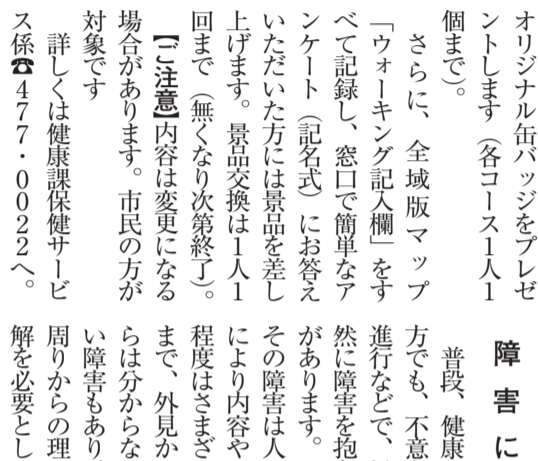 オリジナル缶バッジをプレゼ
ントします（各コース1人1
個まで）。
さらに、全域版マップ
「ウォーキング記入欄」をす
べて記録し、窓口で簡単なア
ンケート（記名式）にお答え
いただいた方には景品を差し
上げます。景品交換は1人1
回まで（無くなり次第終了）。
【ご注意】内容は変更になる
場合があります。市民の方が
対象です
詳しくは健康課保健サービ
ス係☎477・0022へ。
障害に
普段、健康
方でも、不意
進行などで、
然に障害を抱
があります。
その障害は人
により内容や
程度はさまざ
まで、外見か
らは分からな
い障害もあり
周りからの理
解を必要とし